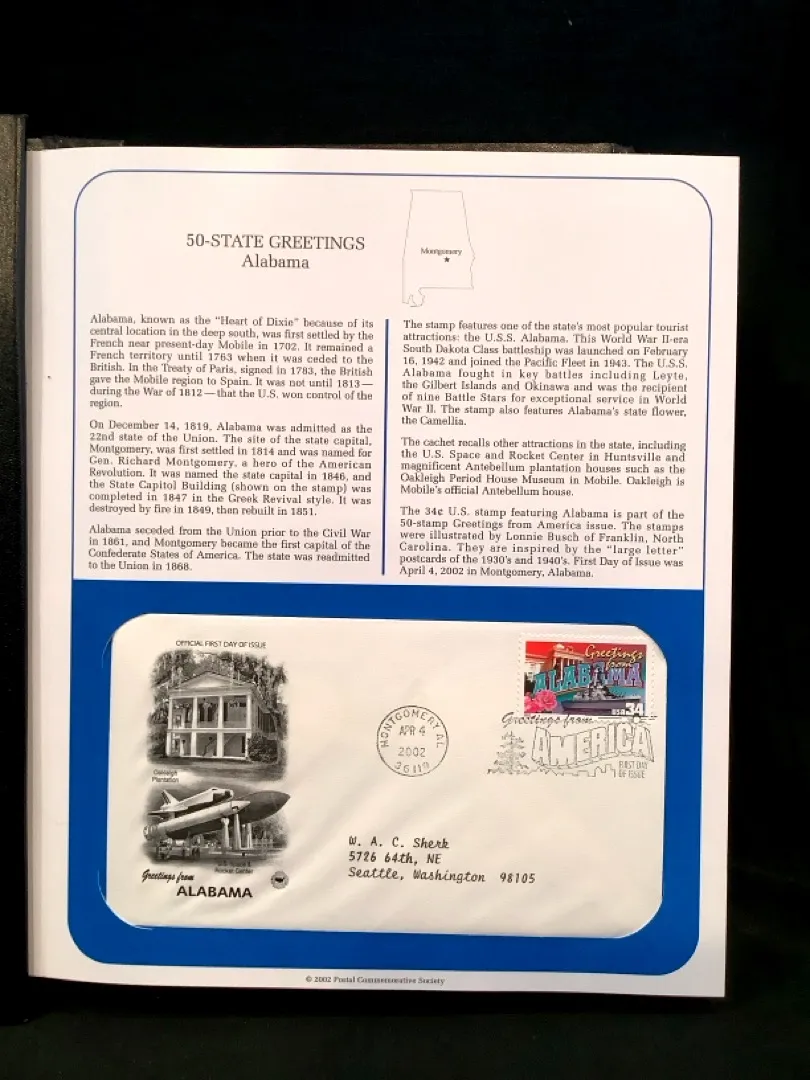 50-STATE GREETINGS
Alabama
Montgomery
Alabama, known as the "Heart of Dixie" because of its
central location in the deep south, was first settled by the
French near present-day Mobile in 1702. It remained a
French territory until 1763 when it was ceded to the
British. In the Treaty of Paris, signed in 1783, the British
gave the Mobile region to Spain. It was not until 1813—
during the War of 1812—that the U.S. won control of the
region.
On December 14, 1819, Alabama was admitted as the
22nd state of the Union. The site of the state capital,
Montgomery, was first settled in 1814 and was named for
Gen. Richard Montgomery, a hero of the American
Revolution. It was named the state capital in 1846, and
the State Capitol Building (shown on the stamp) was
completed in 1847 in the Greek Revival style. It was
destroyed by fire in 1849, then rebuilt in 1851.
Alabama seceded from the Union prior to the Civil War
in 1861, and Montgomery became the first capital of the
Confederate States of America. The state was readmitted
to the Union in 1868.
The stamp features one of the state's most popular tourist
attractions: the U.S.S. Alabama. This World War II-era
South Dakota Class battleship was launched on February
16, 1942 and joined the Pacific Fleet in 1943. The U.S.S.
Alabama fought in key battles including Leyte,
the Gilbert Islands and Okinawa and was the recipient
of nine Battle Stars for exceptional service in World
War II. The stamp also features Alabama's state flower,
the Camellia.
The cachet recalls other attractions in the state, including
the U.S. Space and Rocket Center in Huntsville and
magnificent Antebellum plantation houses such as the
Oakleigh Period House Museum in Mobile. Oakleigh is
Mobile's official Antebellum house.
The 34¢ U.S. stamp featuring Alabama is part of the
50-stamp Greetings from America issue. The stamps
were illustrated by Lonnie Busch of Franklin, North
Carolina. They are inspired by the "large letter"
postcards of the 1930's and 1940's. First Day of Issue was
April 4, 2002 in Montgomery, Alabama.
OFFICIAL FIRST DAY OF ISSUE
Oakleigh
Plantation
U.S. Space &
Rocket Center
Greetings from
ALABAMA
MONTGOMERY AL
APR 4
2002
36119
Greetings
from
ALABAMA
USA 34
Greetings from
AMERICA
FIRST DAY
OF ISSUE
W. A. C. Sherk
5726 64th, NE
Seattle, Washington 98105
© 2002 Postal Commemorative Society